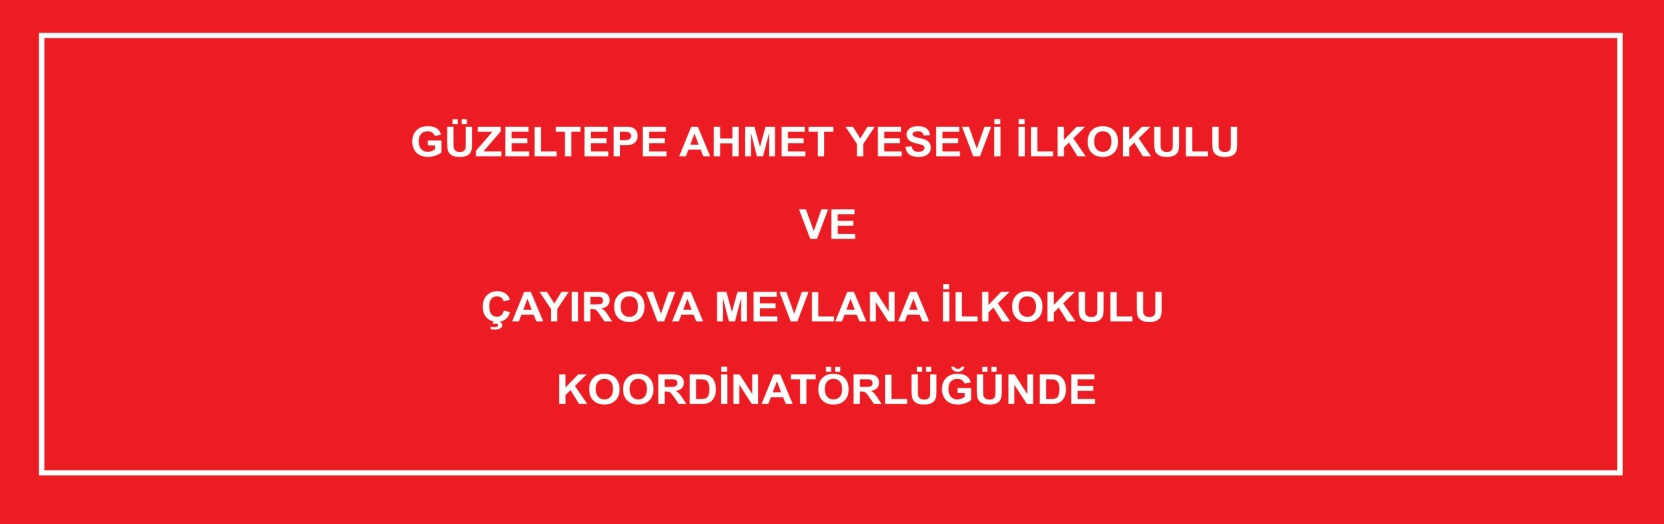 GÜZELTEPE AHMET YESEVİ İLKOKULU
VE
ÇAYIROVA MEVLANA İLKOKULU
KOORDİNATÖRLÜĞÜNDE